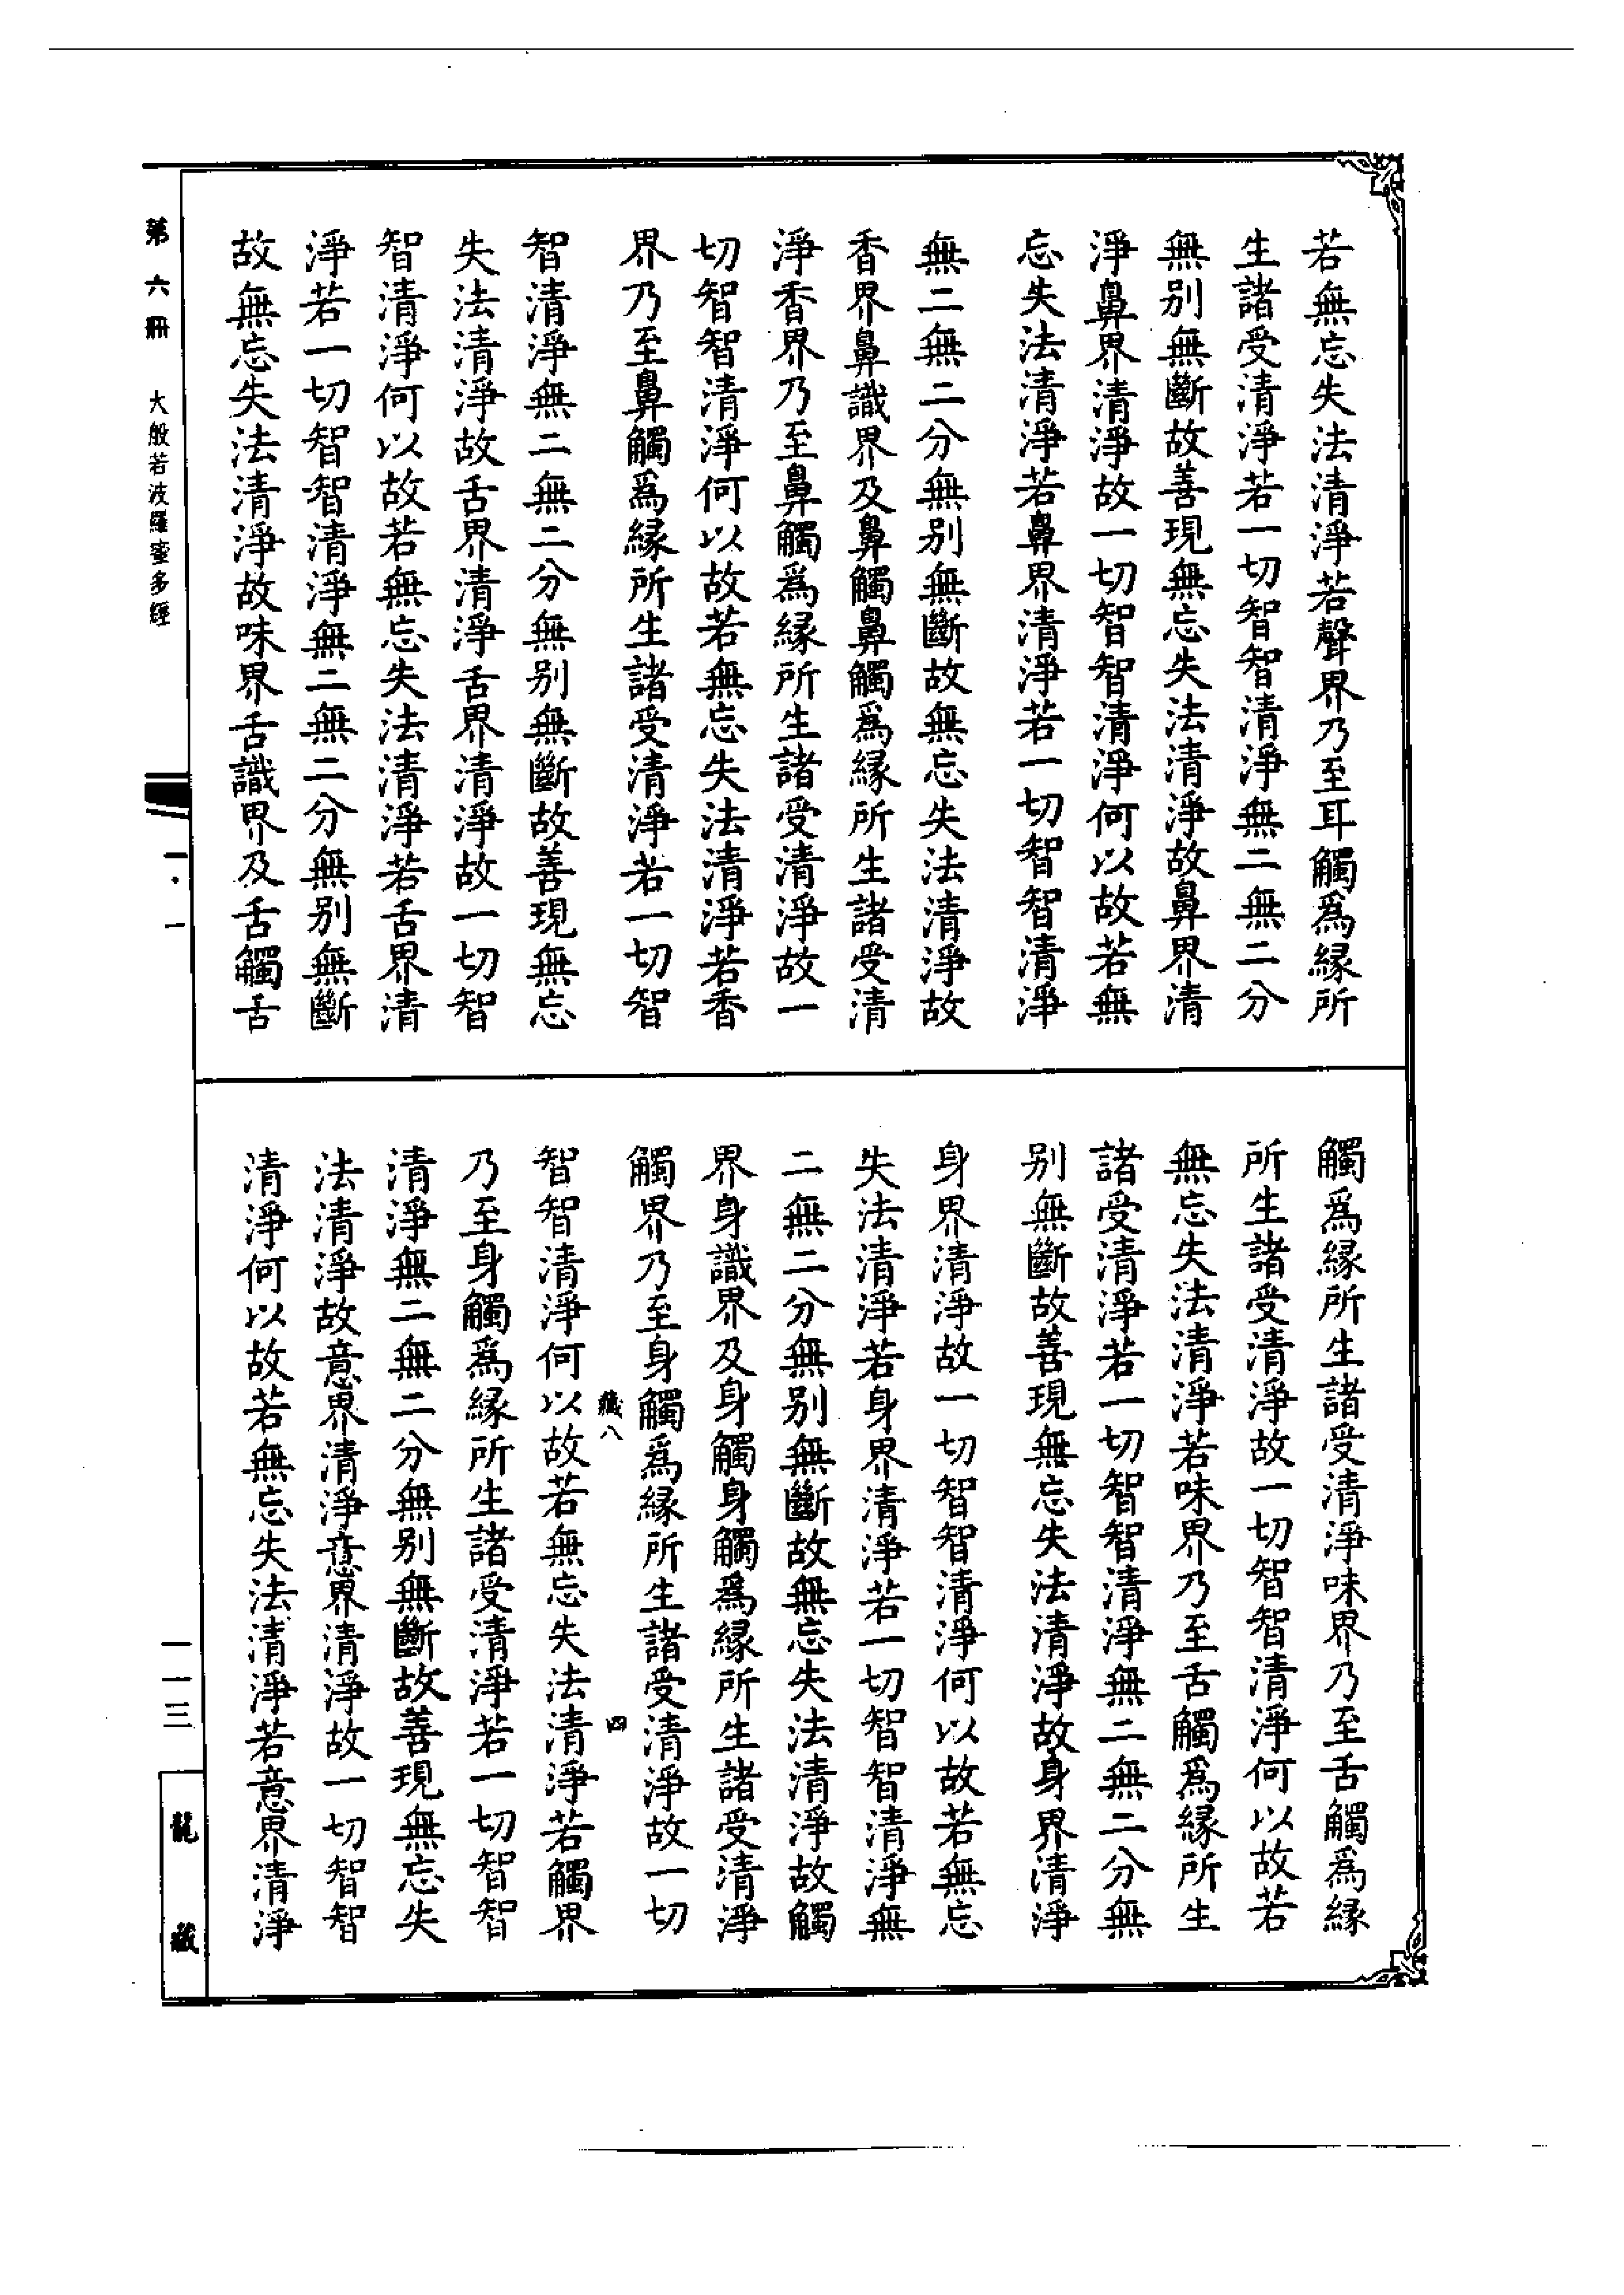 若無忘失法清淨若聲界乃至耳觸爲緣所
生諸受清淨若一切智智清淨無二無二分
無别無斷故善現無忘失法清淨故鼻界清
淨鼻界清淨故一切智智清淨何以故若無
忘失法清淨若鼻界清淨若一切智智清淨
無二無二分無别無斷故無忘失法清淨故
香界鼻識界及鼻觸鼻觸爲緣所生諸受清
淨香界乃至鼻觸爲緣所生諸受清淨故一
切智智清淨何以故若無忘失法清淨若香
界乃至鼻觸爲緣所生諸受清淨若一切智
智清淨無二無二分無别無斷故善現無忘
失法清淨故舌界清淨舌界清淨故一切智
智清淨何以故若無忘失法清淨若舌界清
淨若一切智智清淨無二無二分無别無斷
故無忘失法清淨故味界舌識界及舌觸舌
觸爲緣所生諸受清淨味界乃至舌觸爲緣
所生諸受清淨故一切智智清淨何以故若
無忘失法清淨若味界乃至舌觸爲緣所生
諸受清淨若一切智智清淨無二無二分無
别無斷故善現無忘失法清淨故身界清淨
身界清淨故一切智智清淨何以故若無忘
失法清淨若身界清淨若一切智智清淨無
二無二分無别無斷故無忘失法清淨故觸
界身識界及身觸身觸爲緣所生諸受清淨
觸界乃至身觸爲緣所生諸受清淨故一切
藏八 四
智智清淨何以故若無忘失法清淨若觸界
乃至身觸爲緣所生諸受清淨若一切智智
清淨無二無二分無别無斷故善現無忘失
法清淨故意界清淨意界清淨故一切智智
清淨何以故若無忘失法清淨若意界清淨
第六冊 大般若波羅蜜多經
一·一
一一三
龍藏